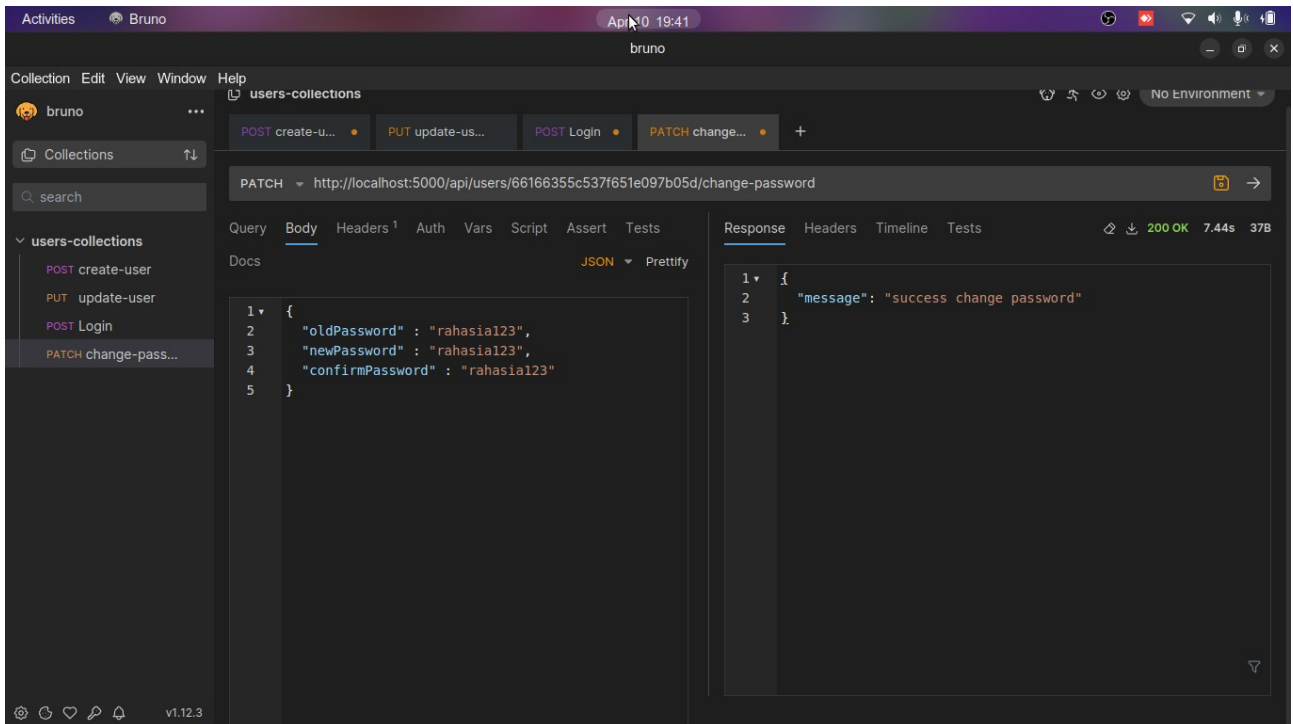 Activities Bruno Apr 10 19:41
bruno
Collection Edit View Window Help
bruno
users-collections No Environment
POST create-u... PUT update-us... POST Login PATCH change... +
Collections
PATCH http://localhost:5000/api/users/66166355c537f651e097b05d/change-password
search
Query Body Headers 1 Auth Vars Script Assert Tests
Response Headers Timeline Tests 200 OK 7.44s 37B
users-collections
Docs JSON Prettify
POST create-user
PUT update-user
POST Login
PATCH change-pass...
1 {
2 "oldPassword" : "rahasia123",
3 "newPassword" : "rahasia123",
4 "confirmPassword" : "rahasia123"
5 }
1 {
2 "message": "success change password"
3 }
v1.12.3